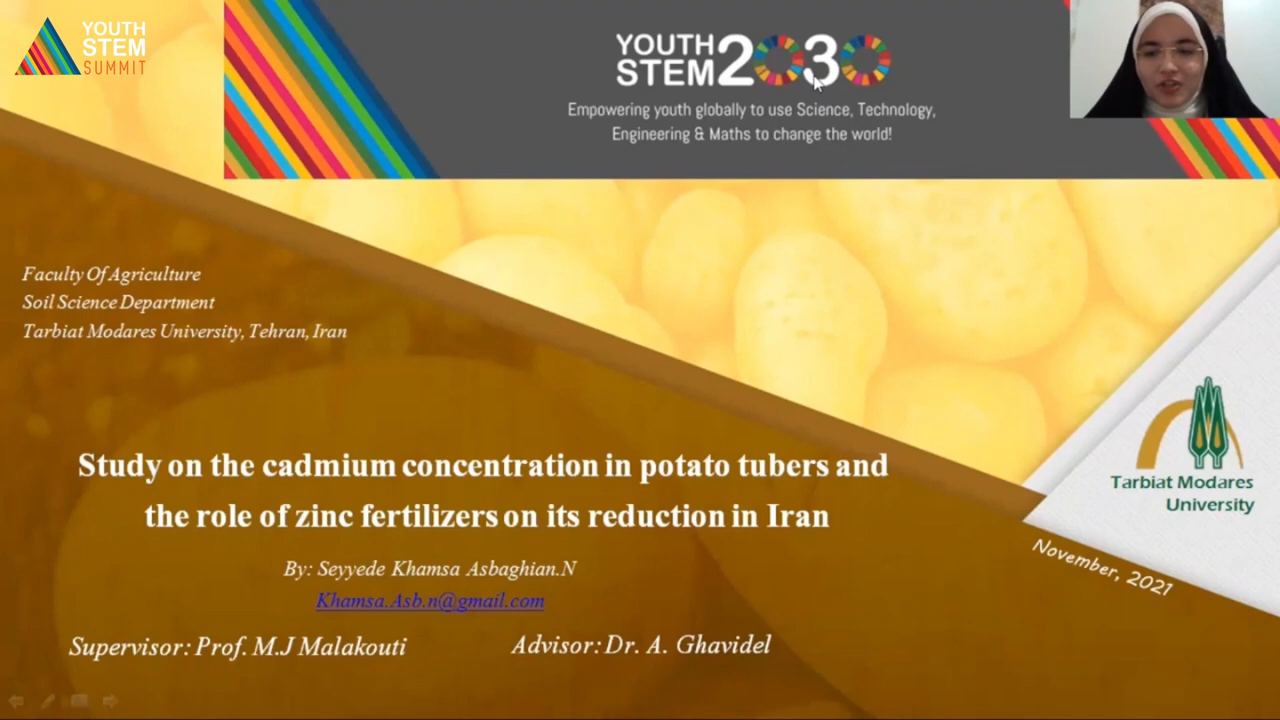 YOUTH
STEM
SUMMIT
YOUTH
STEM 2030
Empowering youth globally to use Science, Technology,
Engineering & Maths to change the world!
Faculty Of Agriculture
Soil Science Department
Tarbiat Modares University, Tehran, Iran
Tarbiat Modares
University
Study on the cadmium concentration in potato tubers and
the role of zinc fertilizers on its reduction in Iran
November, 2021
By: Seyyede Khamsa Asbaghian.N
Khamsa.Asb.n@gmail.com
Supervisor: Prof. M.J Malakouti
Advisor: Dr. A. Ghavidel